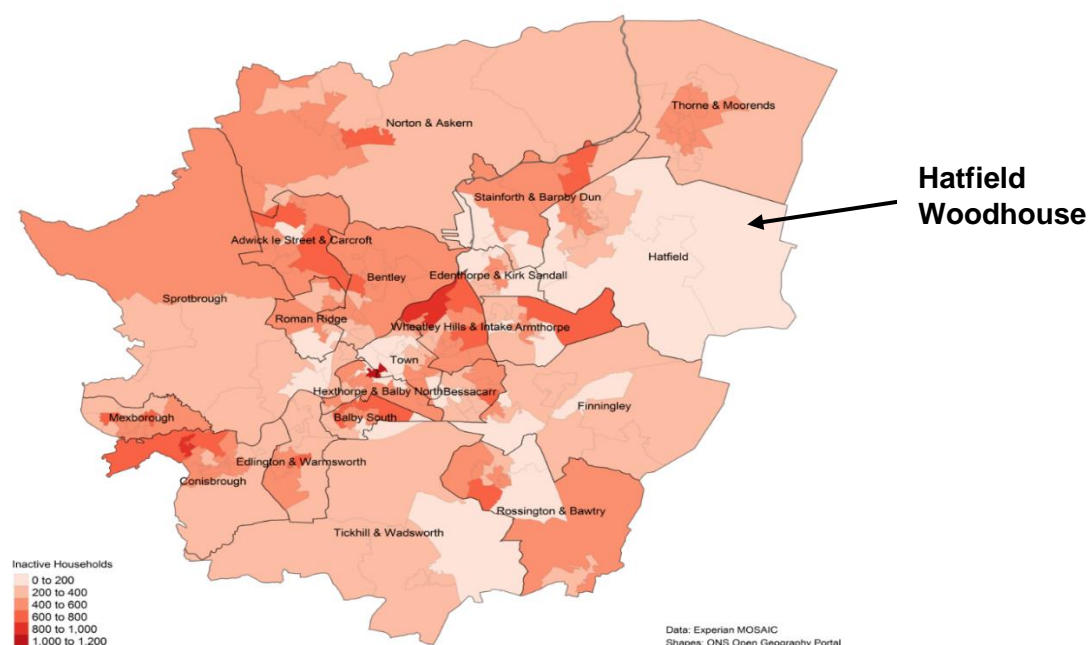 Thorne & Moorends
Norton & Askern
Hatfield
Woodhouse
Stainforth & Barnby Dun
Adwick le Street & Carcroft
Hatfield
Bentley
Edenthorpe & Kirk Sandall
Sprotbrough
Roman Ridge
Wheatley Hills & Intake
Armthorpe
Town
Hexthorpe & Balby North
Bessacarr
Finningley
Mexborough
Balby South
Edlington & Warmsworth
Conisbrough
Rossington & Bawtry
Tickhill & Wadsworth
Inactive Households
0 to 200
200 to 400
400 to 600
600 to 800
800 to 1,000
1,000 to 1,200
Data: Experian MOSAIC
Shapes: ONS Open Geography Portal